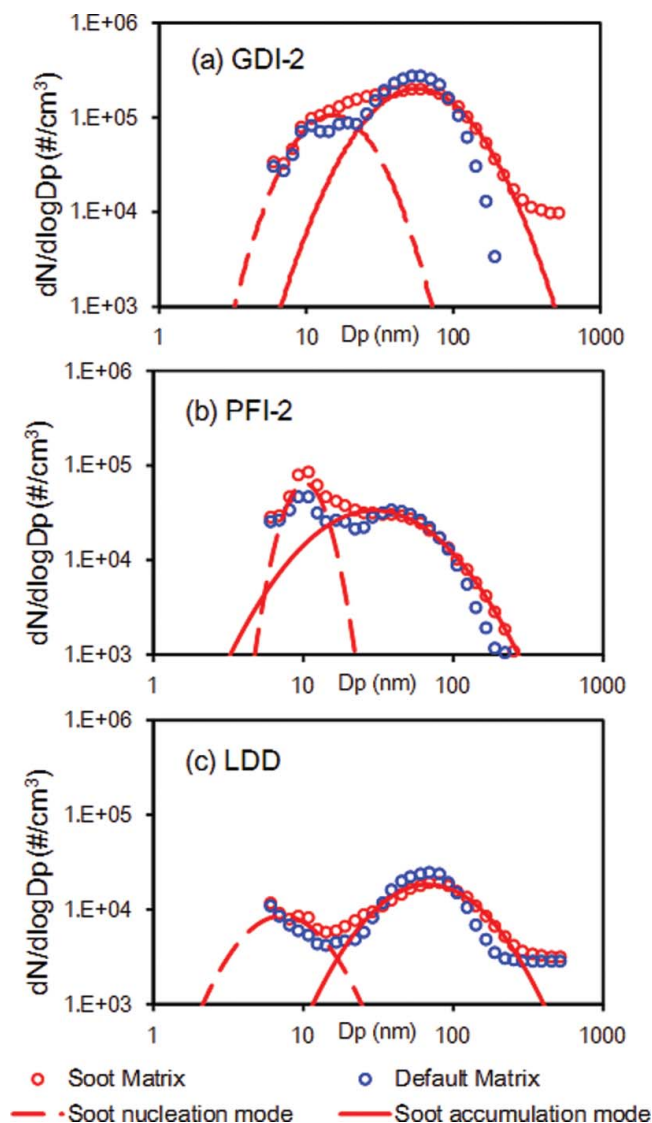 1.E+06
(a) GDI-2
1.E+05
1.E+04
1.E+03
dN/dlogDp (#/cm³)
1 10 Dp (nm) 100 1000
1.E+06
(b) PFI-2
1.E+05
1.E+04
1.E+03
dN/dlogDp (#/cm³)
1 10 Dp (nm) 100 1000
1.E+06
(c) LDD
1.E+05
1.E+04
1.E+03
dN/dlogDp (#/cm³)
1 10 Dp (nm) 100 1000
Soot Matrix Default Matrix
Soot nucleation mode Soot accumulation mode